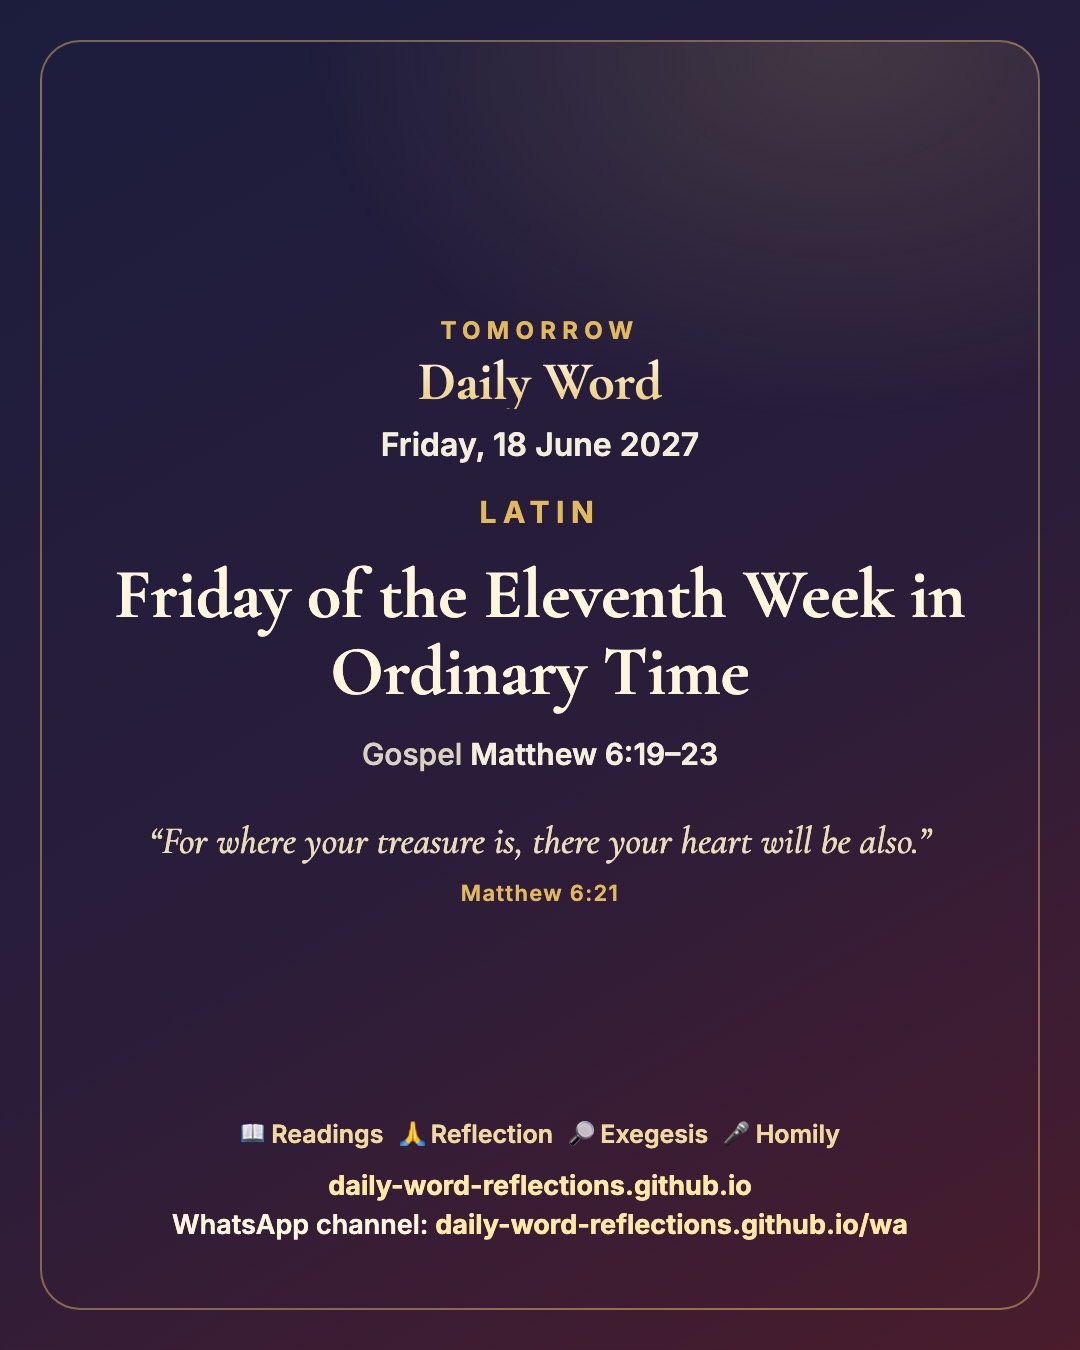 TOMORROW
Daily Word
Friday, 18 June 2027
LATIN
Friday of the Eleventh Week in
Ordinary Time
Gospel Matthew 6:19–23
“For where your treasure is, there your heart will be also.”
Matthew 6:21
📖 Readings 🙏 Reflection 🔎 Exegesis 🎤 Homily
daily-word-reflections.github.io
WhatsApp channel: daily-word-reflections.github.io/wa